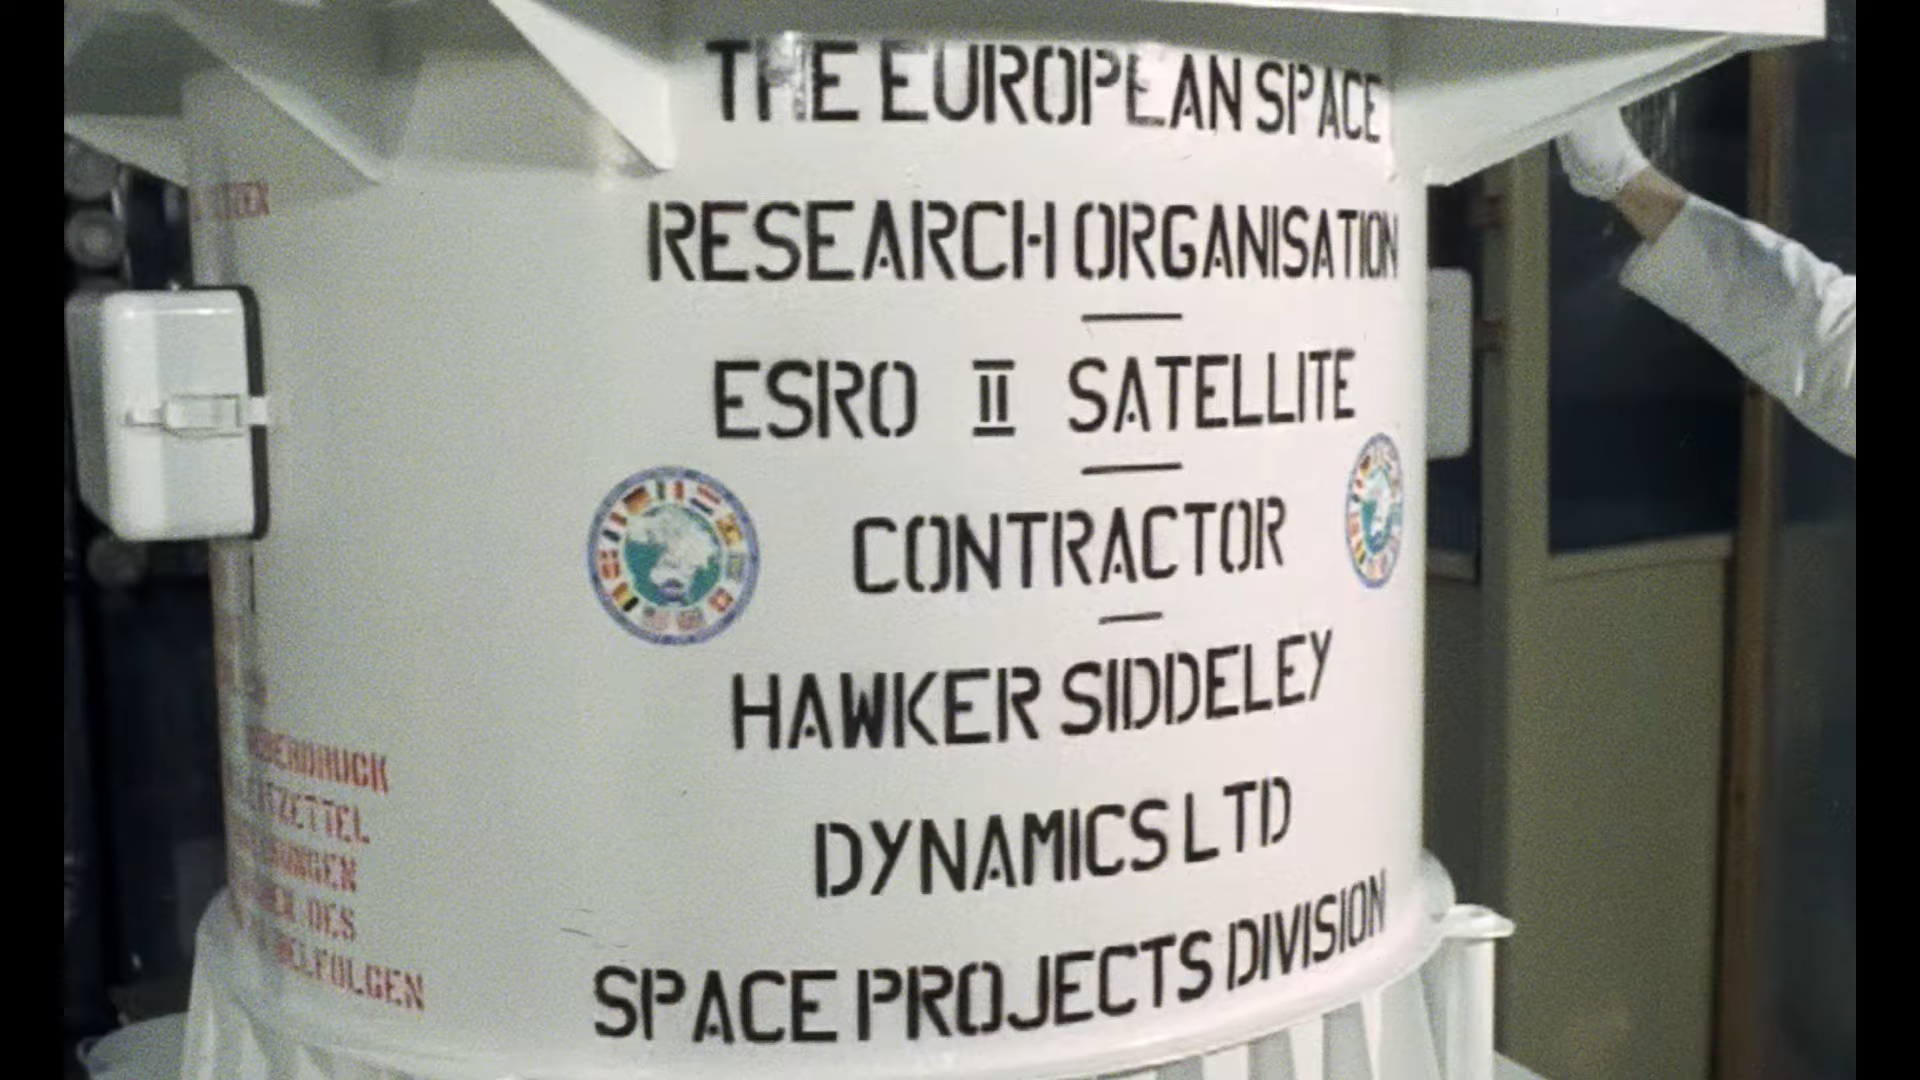 THE EUROPEAN SPACE
RESEARCH ORGANISATION
ESRO II SATELLITE
CONTRACTOR
HAWKER SIDDELEY
DYNAMICS LTD
SPACE PROJECTS DIVISION